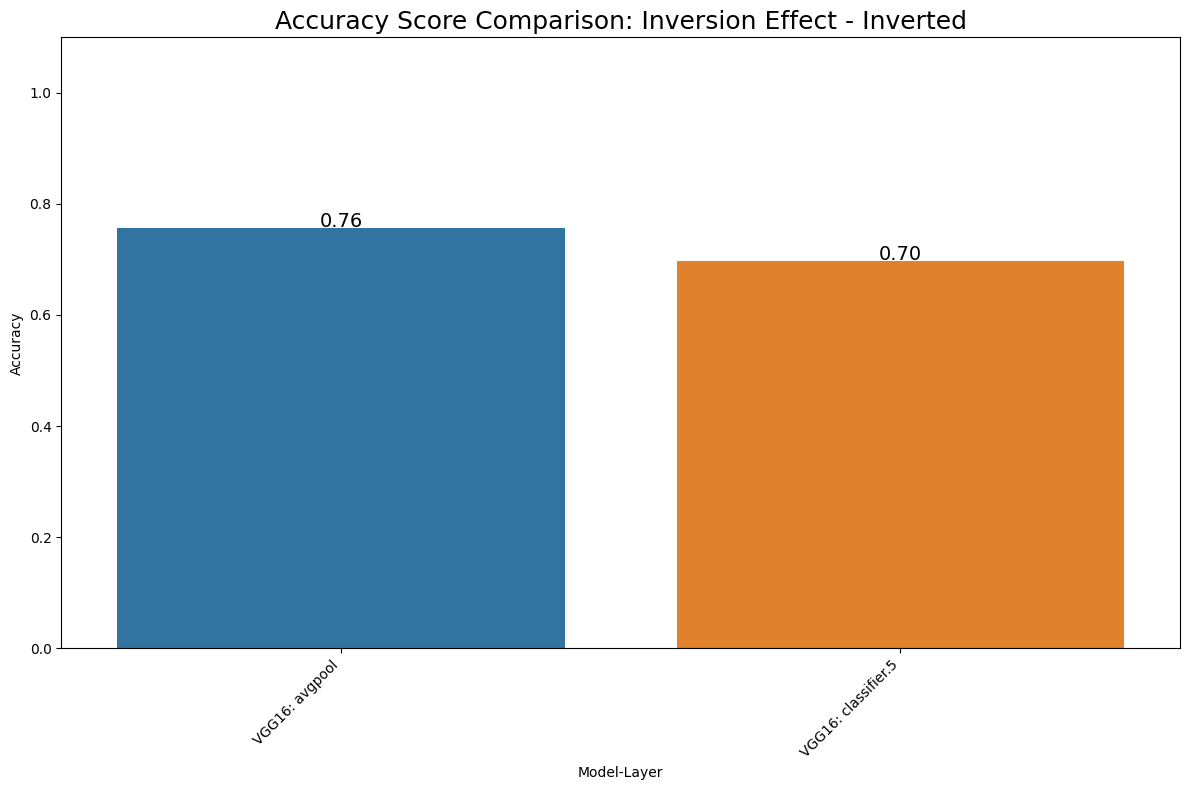 Accuracy Score Comparison: Inversion Effect - Inverted
1.0
0.8
0.6
0.4
0.2
0.0
Accuracy
0.76
0.70
VGG16: avgpool
VGG16: classifier.5
Model-Layer